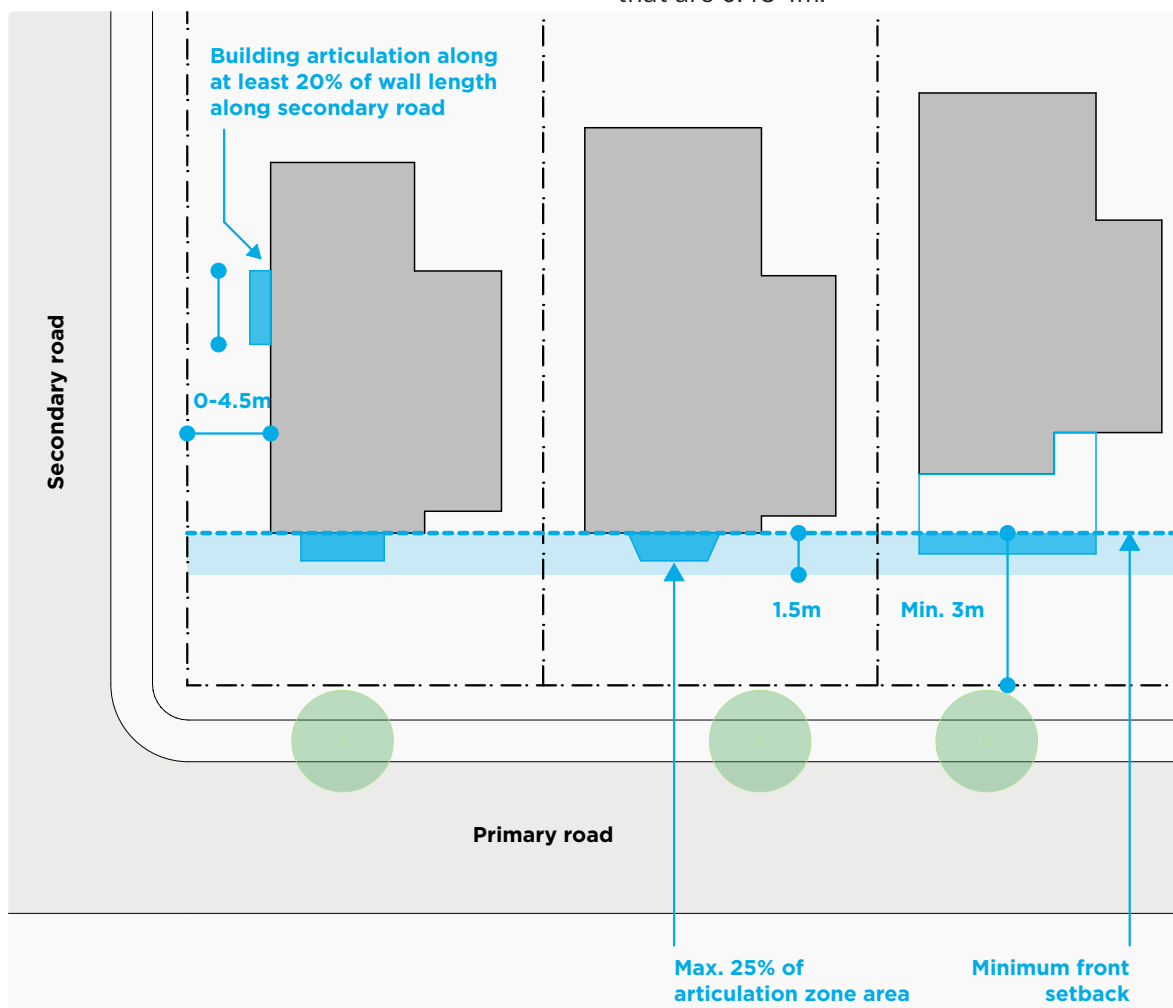 Building articulation along
at least 20% of wall length
along secondary road
Secondary road
0-4.5m
1.5m
Min. 3m
Primary road
Max. 25% of
articulation zone area
Minimum front
setback